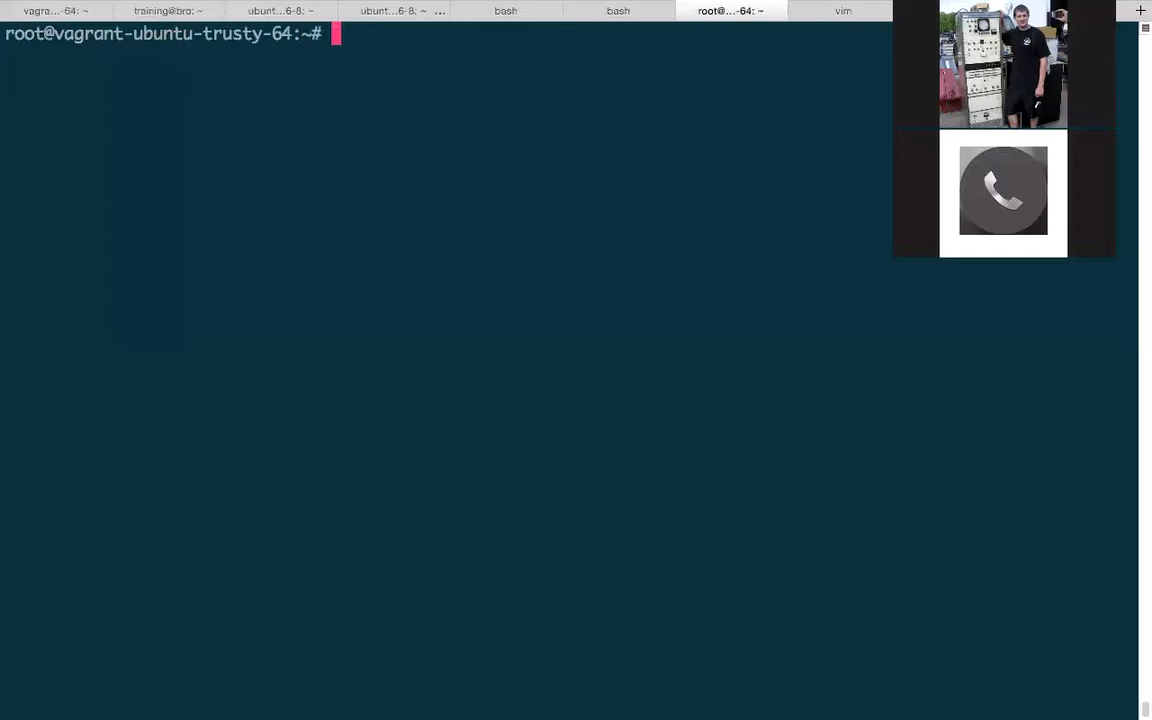 vagra...-64: ~ training@bro: ~ ubunt...6-8: ~ ubunt...6-8: ~ ... bash bash root@...-64: ~ vim +
root@vagrant-ubuntu-trusty-64:~#